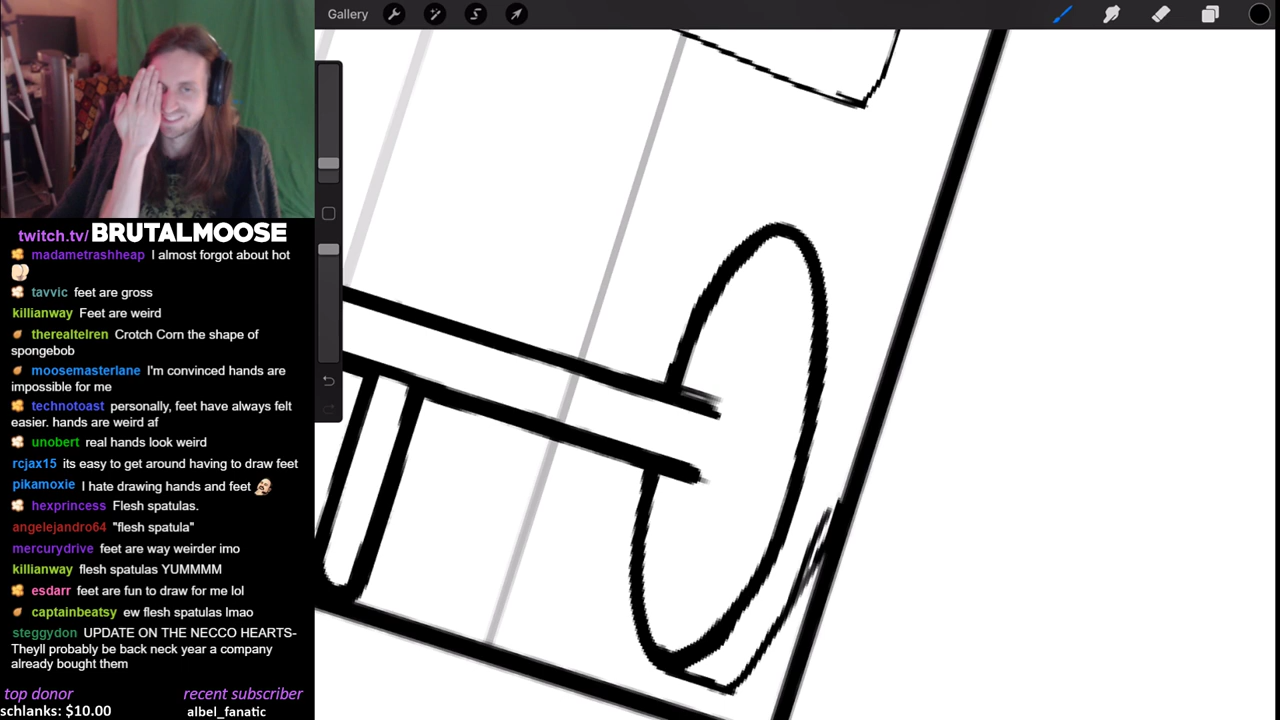 Gallery
twitch.tv/BRUTALMOOSE
madametrashheap I almost forgot about hot
tavvic feet are gross
killianway Feet are weird
therealtelren Crotch Corn the shape of
spongebob
moosemasterlane I'm convinced hands are
impossible for me
technotoast personally, feet have always felt
easier. hands are weird af
unobert real hands look weird
rcjax15 its easy to get around having to draw feet
pikamoxie I hate drawing hands and feet
hexprincess Flesh spatulas.
angelejandro64 "flesh spatula"
mercurydrive feet are way weirder imo
killianway flesh spatulas YUMMMM
esdarr feet are fun to draw for me lol
captainbeatsy ew flesh spatulas lmao
steggydon UPDATE ON THE NECCO HEARTS-
Theyll probably be back neck year a company
already bought them
top donor
schlanks: $10.00
recent subscriber
albel_fanatic